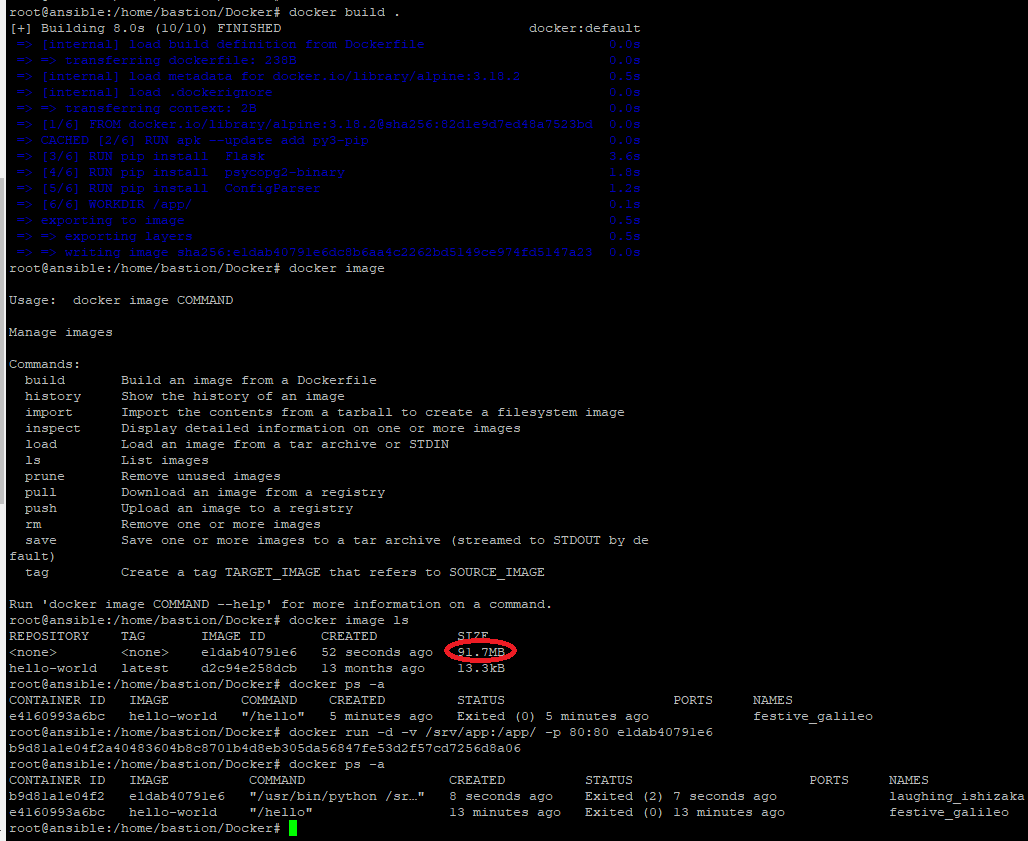 root@ansible:/home/bastion/Docker# docker build .
[+] Building 8.0s (10/10) FINISHED docker:default
=> [internal] load build definition from Dockerfile 0.0s
=> => transferring dockerfile: 238B 0.0s
=> [internal] load metadata for docker.io/library/alpine:3.18.2 0.5s
=> [internal] load .dockerignore 0.0s
=> => transferring context: 2B 0.0s
=> [1/6] FROM docker.io/library/alpine:3.18.2@sha256:82d1e9d7ed48a7523bd 0.0s
=> CACHED [2/6] RUN apk --update add py3-pip 0.0s
=> [3/6] RUN pip install Flask 3.6s
=> [4/6] RUN pip install psycopg2-binary 1.8s
=> [5/6] RUN pip install ConfigParser 1.2s
=> [6/6] WORKDIR /app/ 0.1s
=> exporting to image 0.5s
=> => exporting layers 0.5s
=> => writing image 0.0s
root@ansible:/home/bastion/Docker# docker image
Usage: docker image COMMAND
Manage images
Commands:
build Build an image from a Dockerfile
history Show the history of an image
import Import the contents from a tarball to create a filesystem image
inspect Display detailed information on one or more images
load Load an image from a tar archive or STDIN
ls List images
prune Remove unused images
pull Download an image from a registry
push Upload an image to a registry
rm Remove one or more images
save Save one or more images to a tar archive (streamed to STDOUT by de
fault)
tag Create a tag TARGET_IMAGE that refers to SOURCE_IMAGE
Run 'docker image COMMAND --help' for more information on a command.
root@ansible:/home/bastion/Docker# docker image ls
REPOSITORY TAG IMAGE ID CREATED SIZE
<none> <none> e1dab40791e6 52 seconds ago 91.7MB
hello-world latest d2c94e258dcb 13 months ago 13.3kB
root@ansible:/home/bastion/Docker# docker ps -a
CONTAINER ID IMAGE COMMAND CREATED STATUS PORTS NAMES
e4160993a6bc hello-world "/hello" 5 minutes ago Exited (0) 5 minutes ago festive_galileo
root@ansible:/home/bastion/Docker# docker run -d -v /srv/app:/app/ -p 80:80 e1dab40791e6
b9d81a1e04f2a40483604b8c8701b4d8eb305da56847fe53d2f57cd7256d8a06
root@ansible:/home/bastion/Docker# docker ps -a
CONTAINER ID IMAGE COMMAND CREATED STATUS PORTS NAMES
b9d81a1e04f2 e1dab40791e6 "/usr/bin/python /sr…" 8 seconds ago Exited (2) 7 seconds ago laughing_ishizaka
e4160993a6bc hello-world "/hello" 13 minutes ago Exited (0) 13 minutes ago festive_galileo
root@ansible:/home/bastion/Docker#